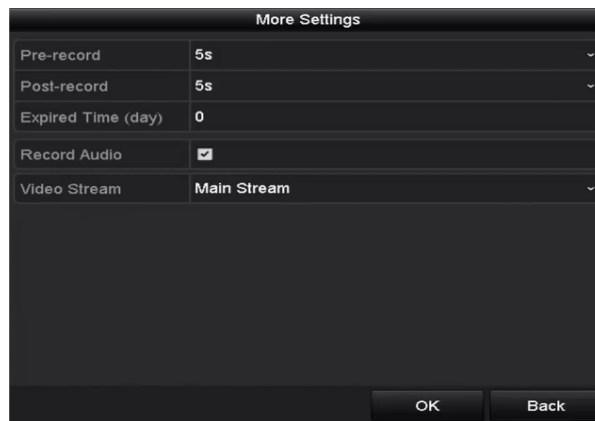 More Settings
Pre-record 5s
Post-record 5s
Expired Time (day) 0
Record Audio
Video Stream Main Stream
OK Back